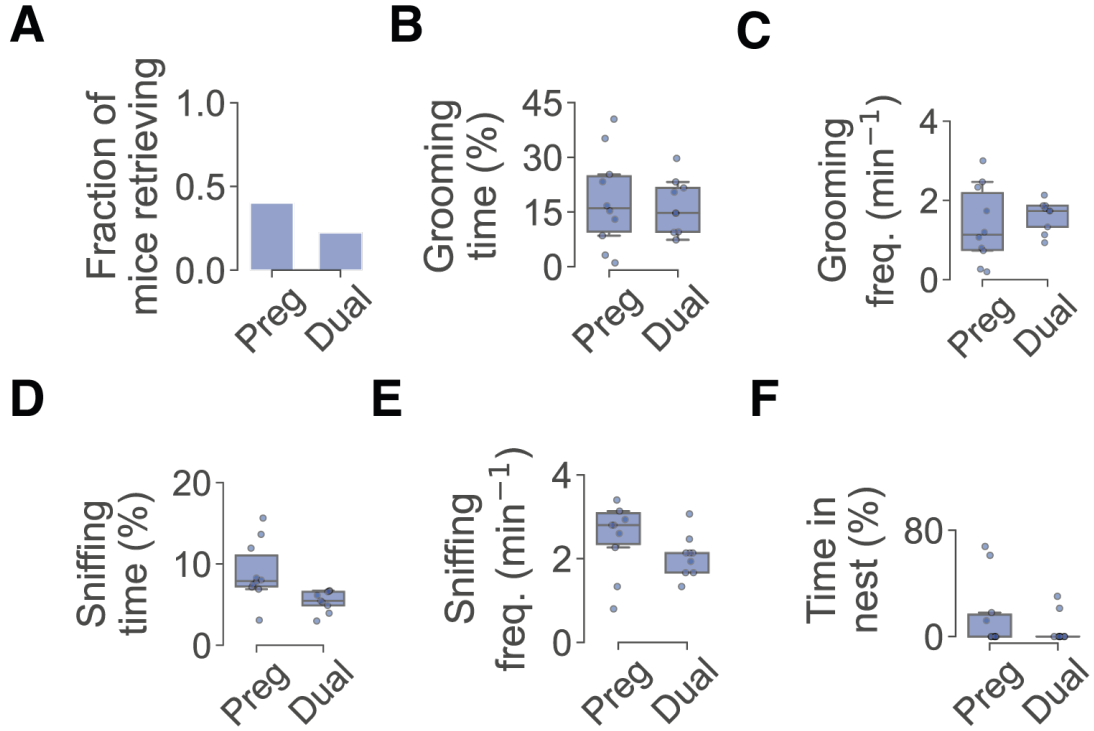 A
Fraction of
mice retrieving
1.0
0.5
0.0
Preg
Dual
B
Grooming
time (%)
45
30
15
0
Preg
Dual
C
Grooming
freq. (min⁻¹)
4
2
0
Preg
Dual
D
Sniffing
time (%)
20
10
0
Preg
Dual
E
Sniffing
freq. (min⁻¹)
4
2
0
Preg
Dual
F
Time in
nest (%)
80
0
Preg
Dual